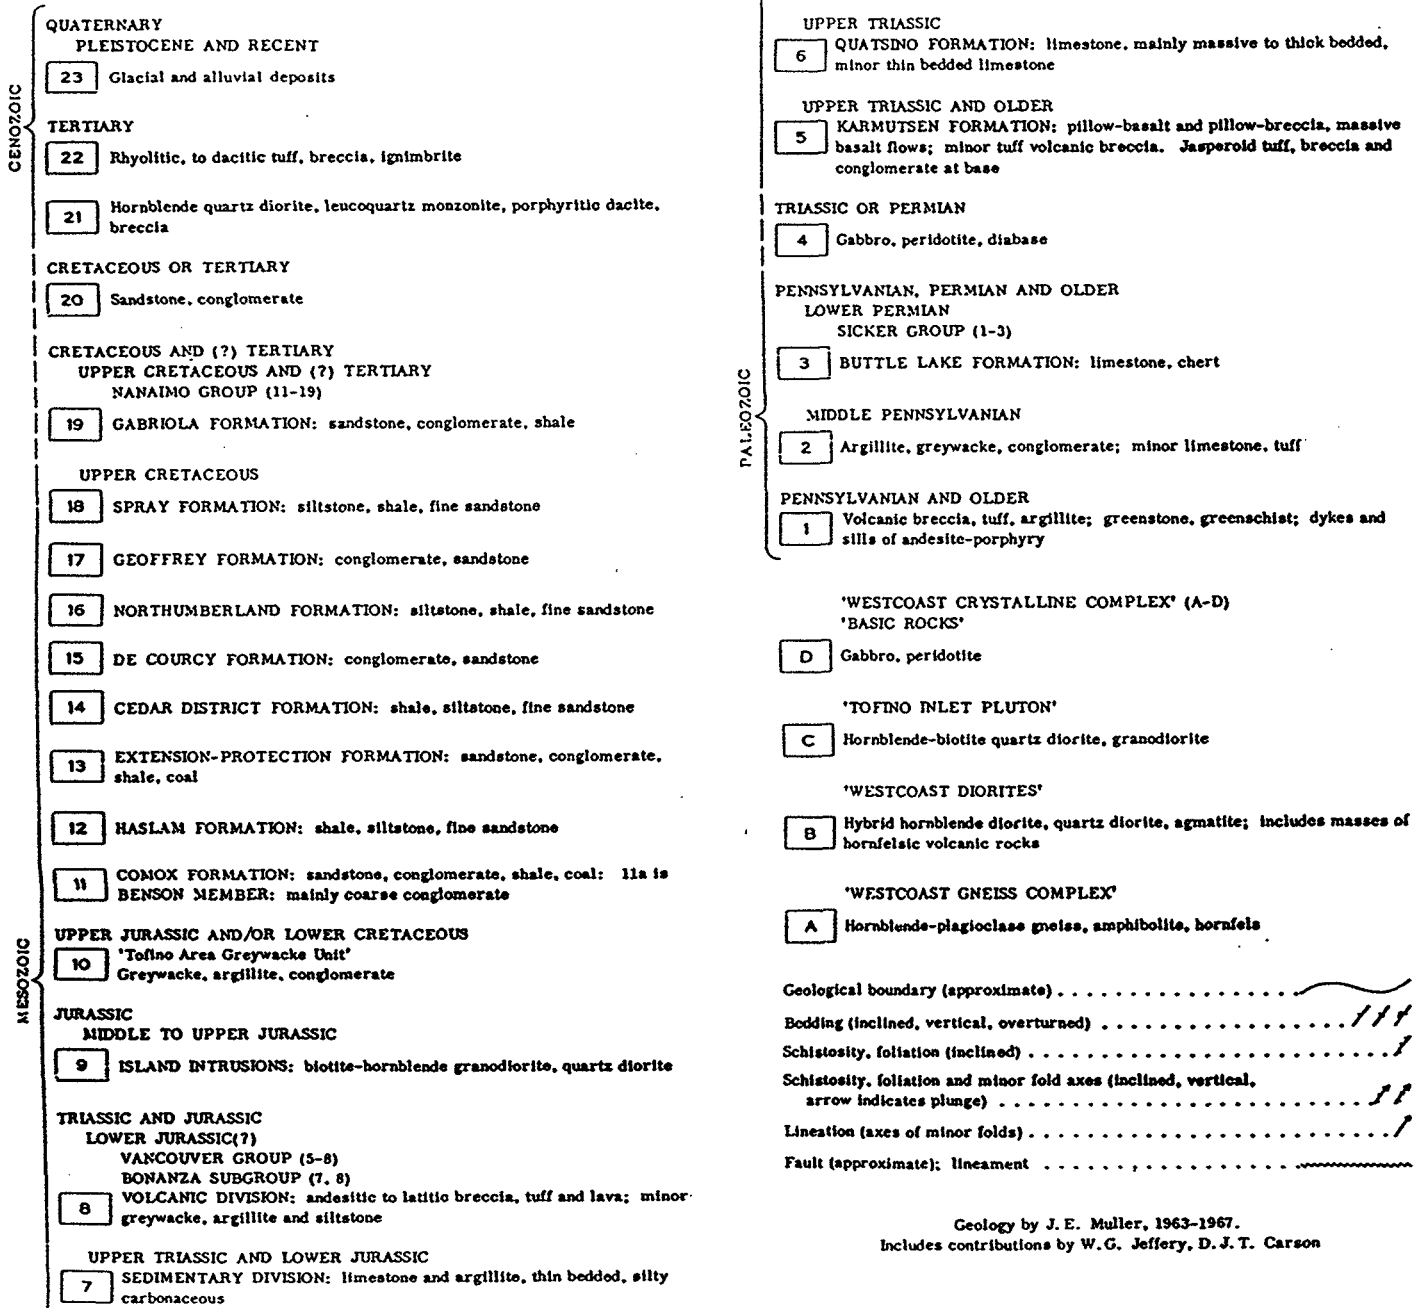 CENOZOIC
QUATERNARY
PLEISTOCENE AND RECENT
23 Glacial and alluvial deposits
TERTIARY
22 Rhyolitic, to dacitic tuff, breccia, ignimbrite
21 Hornblende quartz diorite, leucoquartz monzonite, porphyritic dacite,
breccia
CRETACEOUS OR TERTIARY
20 Sandstone, conglomerate
MESOZOIC
CRETACEOUS AND (?) TERTIARY
UPPER CRETACEOUS AND (?) TERTIARY
NANAIMO GROUP (11-19)
19 GABRIOLA FORMATION: sandstone, conglomerate, shale
UPPER CRETACEOUS
18 SPRAY FORMATION: siltstone, shale, fine sandstone
17 GEOFFREY FORMATION: conglomerate, sandstone
16 NORTHUMBERLAND FORMATION: siltstone, shale, fine sandstone
15 DE COURCY FORMATION: conglomerate, sandstone
14 CEDAR DISTRICT FORMATION: shale, siltstone, fine sandstone
13 EXTENSION-PROTECTION FORMATION: sandstone, conglomerate,
shale, coal
12 HASLAM FORMATION: shale, siltstone, fine sandstone
11 COMOX FORMATION: sandstone, conglomerate, shale, coal: 11a is
BENSON MEMBER: mainly coarse conglomerate
UPPER JURASSIC AND/OR LOWER CRETACEOUS
10 'Tofino Area Greywacke Unit'
Greywacke, argillite, conglomerate
JURASSIC
MIDDLE TO UPPER JURASSIC
9 ISLAND INTRUSIONS: biotite-hornblende granodiorite, quartz diorite
TRIASSIC AND JURASSIC
LOWER JURASSIC(?)
VANCOUVER GROUP (5-8)
BONANZA SUBGROUP (7, 8)
8 VOLCANIC DIVISION: andesitic to latitic breccia, tuff and lava; minor
greywacke, argillite and siltstone
UPPER TRIASSIC AND LOWER JURASSIC
7 SEDIMENTARY DIVISION: limestone and argillite, thin bedded, silty
carbonaceous
UPPER TRIASSIC
6 QUATSINO FORMATION: limestone, mainly massive to thick bedded,
minor thin bedded limestone
UPPER TRIASSIC AND OLDER
5 KARMUTSEN FORMATION: pillow-basalt and pillow-breccia, massive
basalt flows; minor tuff volcanic breccia. Jasperoid tuff, breccia and
conglomerate at base
TRIASSIC OR PERMIAN
4 Gabbro, peridotite, diabase
PALEOZOIC
PENNSYLVANIAN, PERMIAN AND OLDER
LOWER PERMIAN
SICKER GROUP (1-3)
3 BUTTLE LAKE FORMATION: limestone, chert
MIDDLE PENNSYLVANIAN
2 Argillite, greywacke, conglomerate; minor limestone, tuff
PENNSYLVANIAN AND OLDER
1 Volcanic breccia, tuff, argillite; greenstone, greenschist; dykes and
sills of andesite-porphyry
'WESTCOAST CRYSTALLINE COMPLEX' (A-D)
'BASIC ROCKS'
D Gabbro, peridotite
'TOFINO INLET PLUTON'
C Hornblende-biotite quartz diorite, granodiorite
'WESTCOAST DIORITES'
B Hybrid hornblende diorite, quartz diorite, agmatite; includes masses of
hornfelsic volcanic rocks
'WESTCOAST GNEISS COMPLEX'
A Hornblende-plagioclase gneiss, amphibolite, hornfels
Geological boundary (approximate)
Bedding (inclined, vertical, overturned)
Schistosity, foliation (inclined)
Schistosity, foliation and minor fold axes (inclined, vertical,
arrow indicates plunge)
Lineation (axes of minor folds)
Fault (approximate); lineament
Geology by J. E. Muller, 1963-1967.
Includes contributions by W. G. Jeffery, D. J. T. Carson